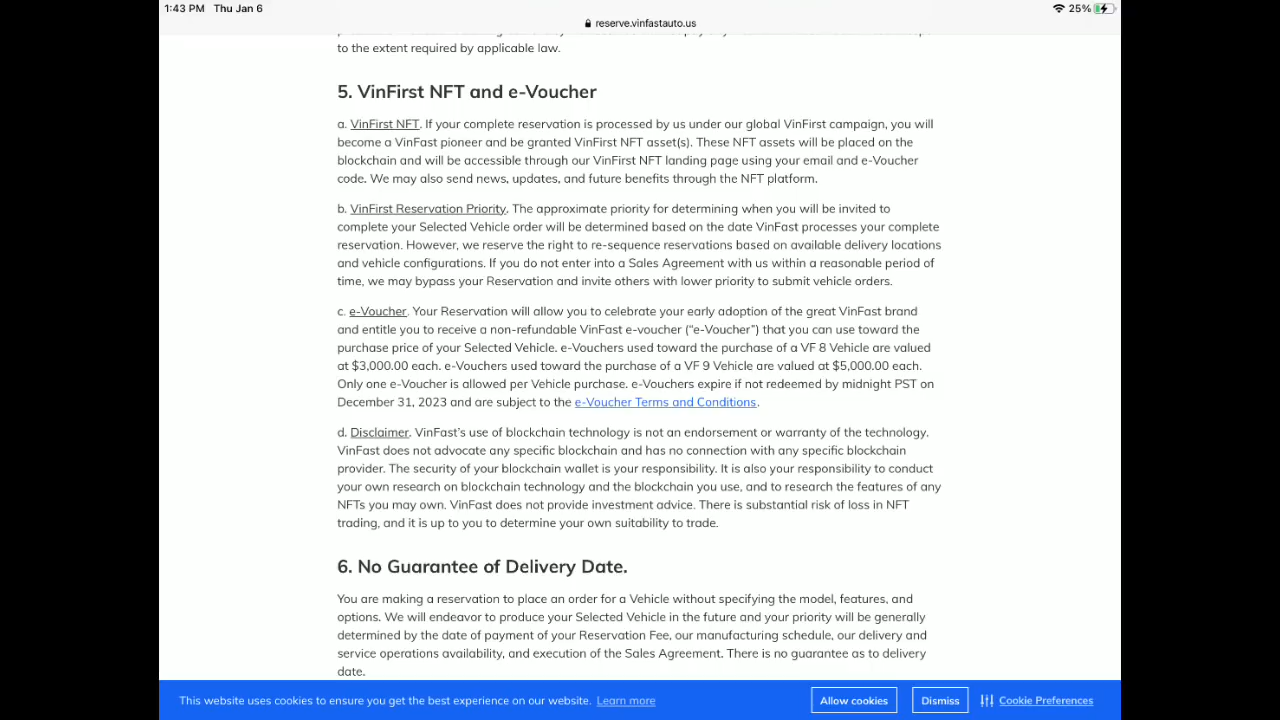 1:43 PM Thu Jan 6
25%
reserve.vinfastauto.us
to the extent required by applicable law.
5. VinFirst NFT and e-Voucher
a. VinFirst NFT. If your complete reservation is processed by us under our global VinFirst campaign, you will
become a VinFast pioneer and be granted VinFirst NFT asset(s). These NFT assets will be placed on the
blockchain and will be accessible through our VinFirst NFT landing page using your email and e-Voucher
code. We may also send news, updates, and future benefits through the NFT platform.
b. VinFirst Reservation Priority. The approximate priority for determining when you will be invited to
complete your Selected Vehicle order will be determined based on the date VinFast processes your complete
reservation. However, we reserve the right to re-sequence reservations based on available delivery locations
and vehicle configurations. If you do not enter into a Sales Agreement with us within a reasonable period of
time, we may bypass your Reservation and invite others with lower priority to submit vehicle orders.
c. e-Voucher. Your Reservation will allow you to celebrate your early adoption of the great VinFast brand
and entitle you to receive a non-refundable VinFast e-voucher (“e-Voucher”) that you can use toward the
purchase price of your Selected Vehicle. e-Vouchers used toward the purchase of a VF 8 Vehicle are valued
at $3,000.00 each. e-Vouchers used toward the purchase of a VF 9 Vehicle are valued at $5,000.00 each.
Only one e-Voucher is allowed per Vehicle purchase. e-Vouchers expire if not redeemed by midnight PST on
December 31, 2023 and are subject to the e-Voucher Terms and Conditions.
d. Disclaimer. VinFast’s use of blockchain technology is not an endorsement or warranty of the technology.
VinFast does not advocate any specific blockchain and has no connection with any specific blockchain
provider. The security of your blockchain wallet is your responsibility. It is also your responsibility to conduct
your own research on blockchain technology and the blockchain you use, and to research the features of any
NFTs you may own. VinFast does not provide investment advice. There is substantial risk of loss in NFT
trading, and it is up to you to determine your own suitability to trade.
6. No Guarantee of Delivery Date.
You are making a reservation to place an order for a Vehicle without specifying the model, features, and
options. We will endeavor to produce your Selected Vehicle in the future and your priority will be generally
determined by the date of payment of your Reservation Fee, our manufacturing schedule, our delivery and
service operations availability, and execution of the Sales Agreement. There is no guarantee as to delivery
date.
This website uses cookies to ensure you get the best experience on our website. Learn more
Allow cookies
Dismiss
Cookie Preferences